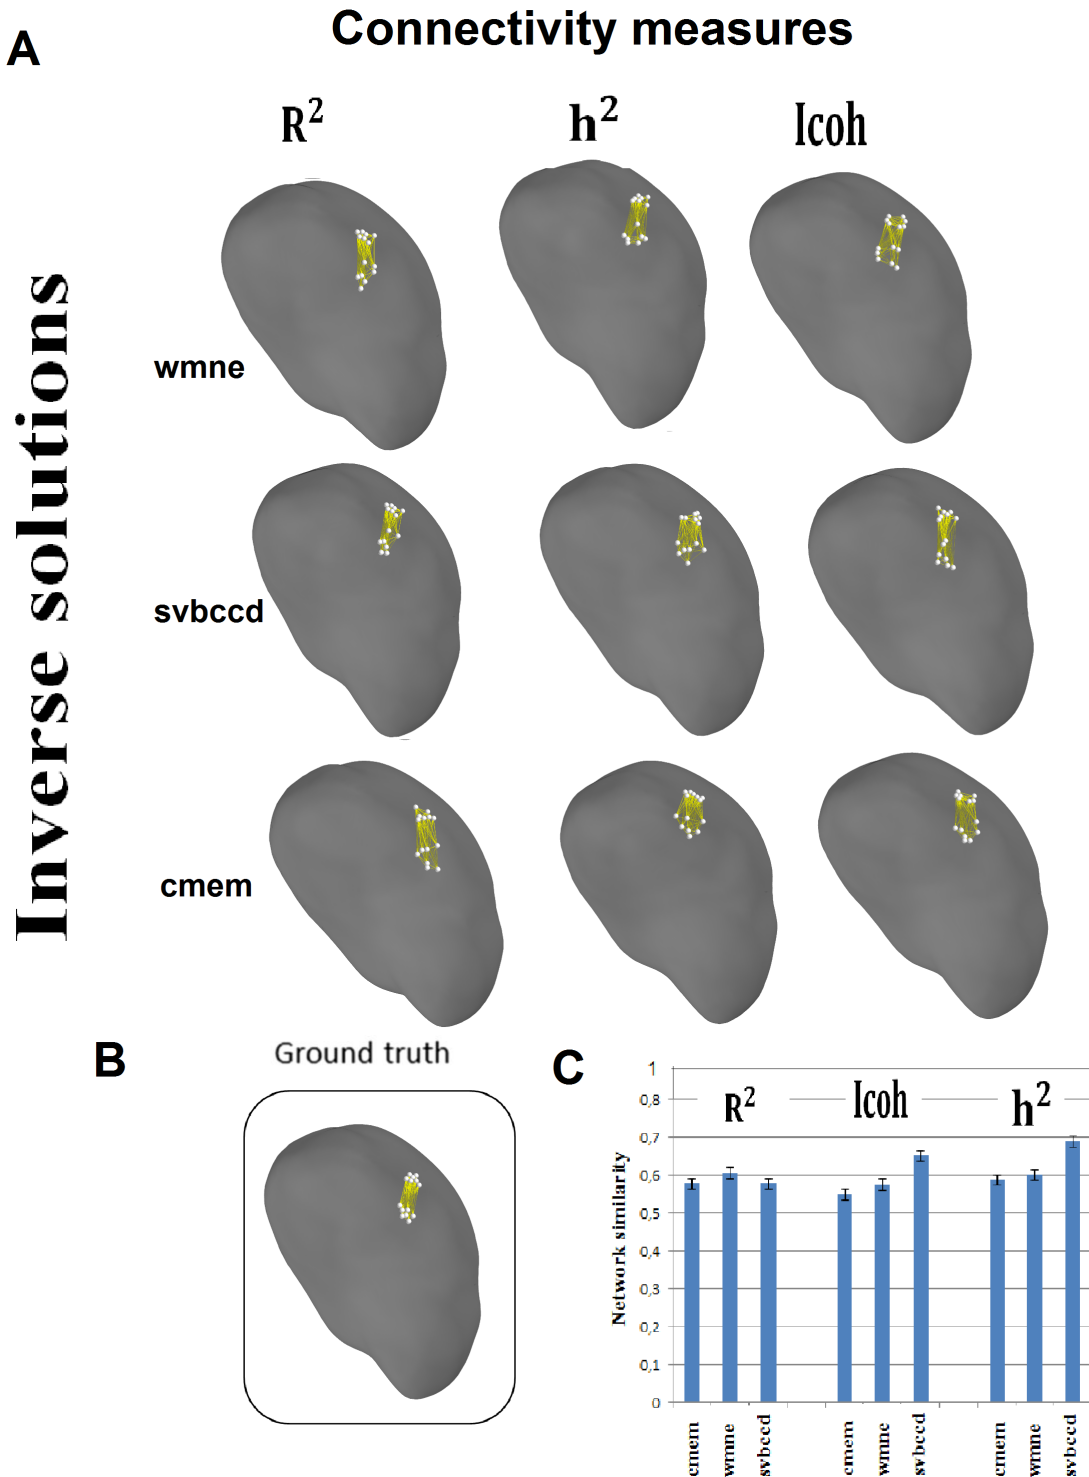 A
Connectivity measures
R²
h²
Icoh
Inverse solutions
wmne
svbccd
cmem
B
Ground truth
C
R²
Icoh
h²
Network similarity
1
0,8
0,7
0,6
0,5
0,4
0,3
0,2
0,1
0
cmem
wmne
svbccd
cmem
wmne
svbccd
cmem
wmne
svbccd